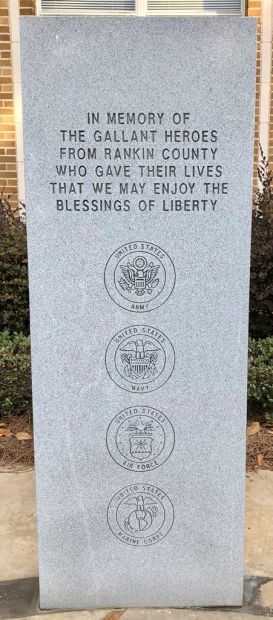 IN MEMORY OF
THE GALLANT HEROES
FROM RANKIN COUNTY
WHO GAVE THEIR LIVES
THAT WE MAY ENJOY THE
BLESSINGS OF LIBERTY
UNITED STATES
ARMY
UNITED STATES
NAVY
UNITED STATES
AIR FORCE
UNITED STATES
MARINE CORPS